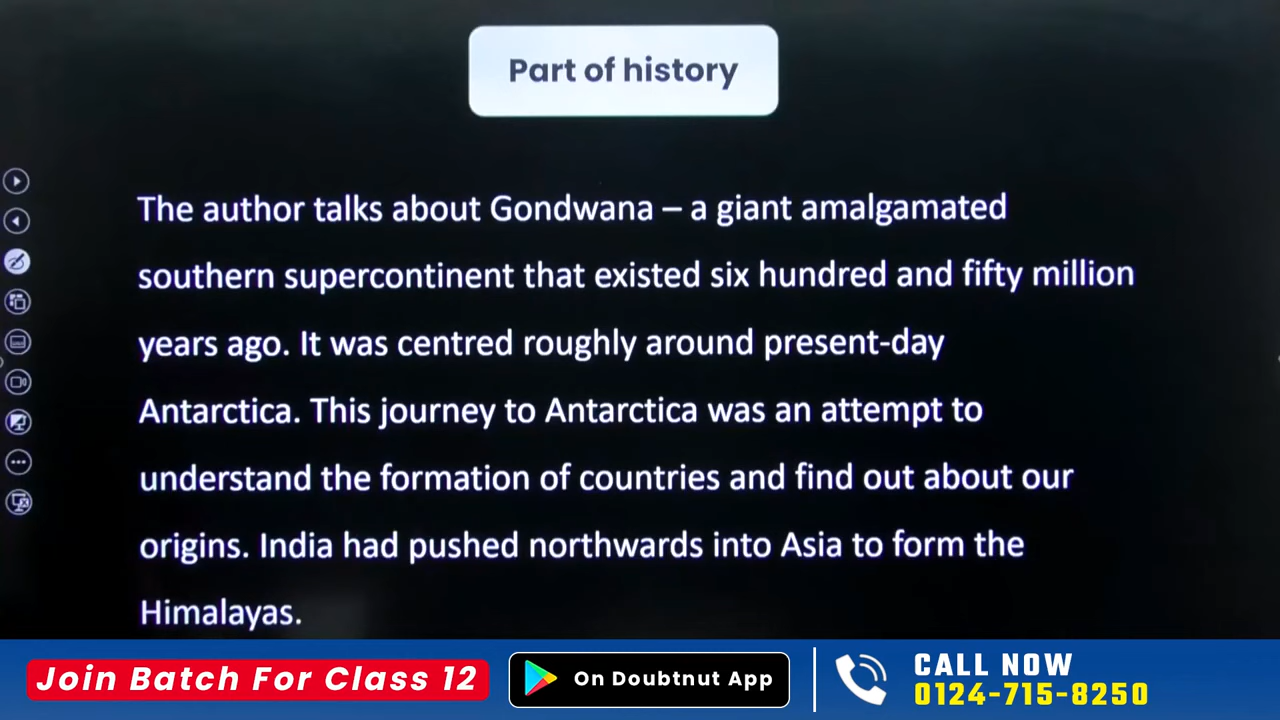 Part of history
The author talks about Gondwana – a giant amalgamated
southern supercontinent that existed six hundred and fifty million
years ago. It was centred roughly around present-day
Antarctica. This journey to Antarctica was an attempt to
understand the formation of countries and find out about our
origins. India had pushed northwards into Asia to form the
Himalayas.
Join Batch For Class 12
On Doubtnut App
CALL NOW
0124-715-8250